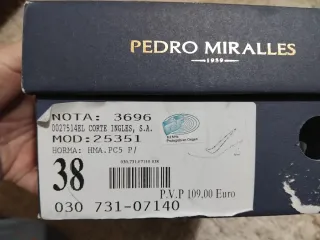 PEDRO MIRALLES
1959
NOTA: 3696
0027514EL CORTE INGLES, S.A.
MOD:25351
HORMA: HMA.PC5 P/
38
P.V.P 109,00 Euro
030 731-07140